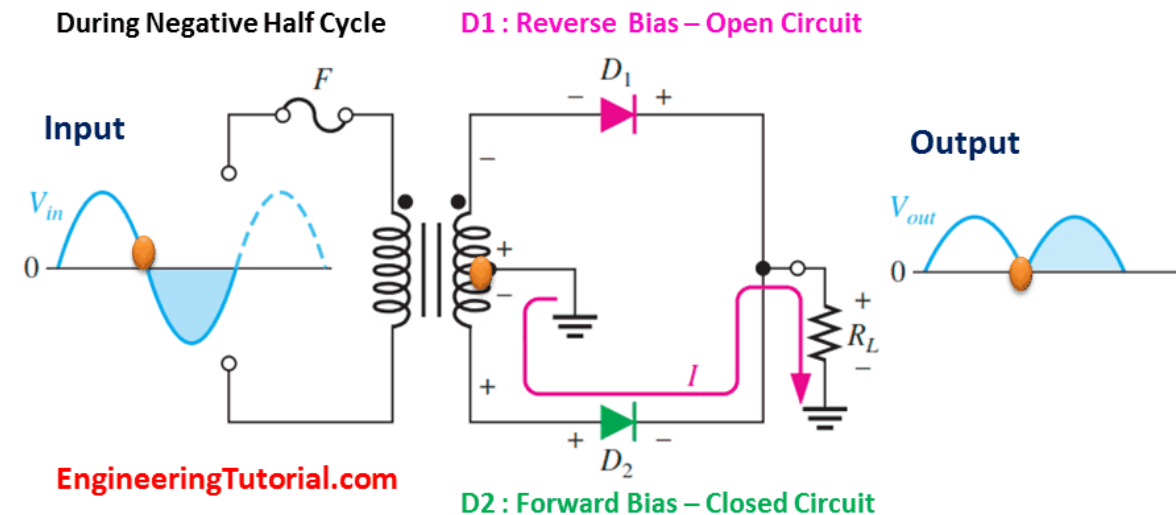 During Negative Half Cycle
D1 : Reverse Bias – Open Circuit
F
D1
− +
Input
Output
−
Vin
Vout
+
0
0
−
+
RL
−
I
+
+ −
D2
EngineeringTutorial.com
D2 : Forward Bias – Closed Circuit